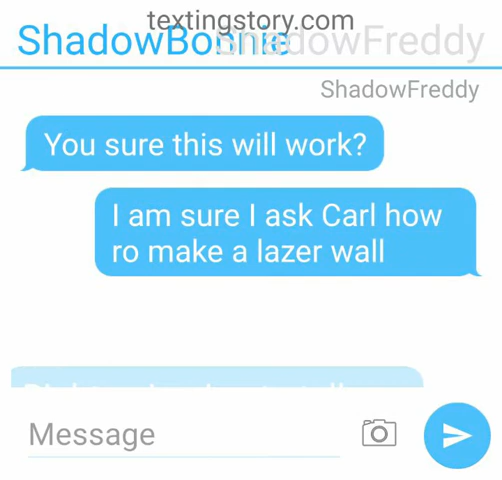 textingstory.com
ShadowBonnie
ShadowFreddy
ShadowFreddy
You sure this will work?
I am sure I ask Carl how
ro make a lazer wall
Message